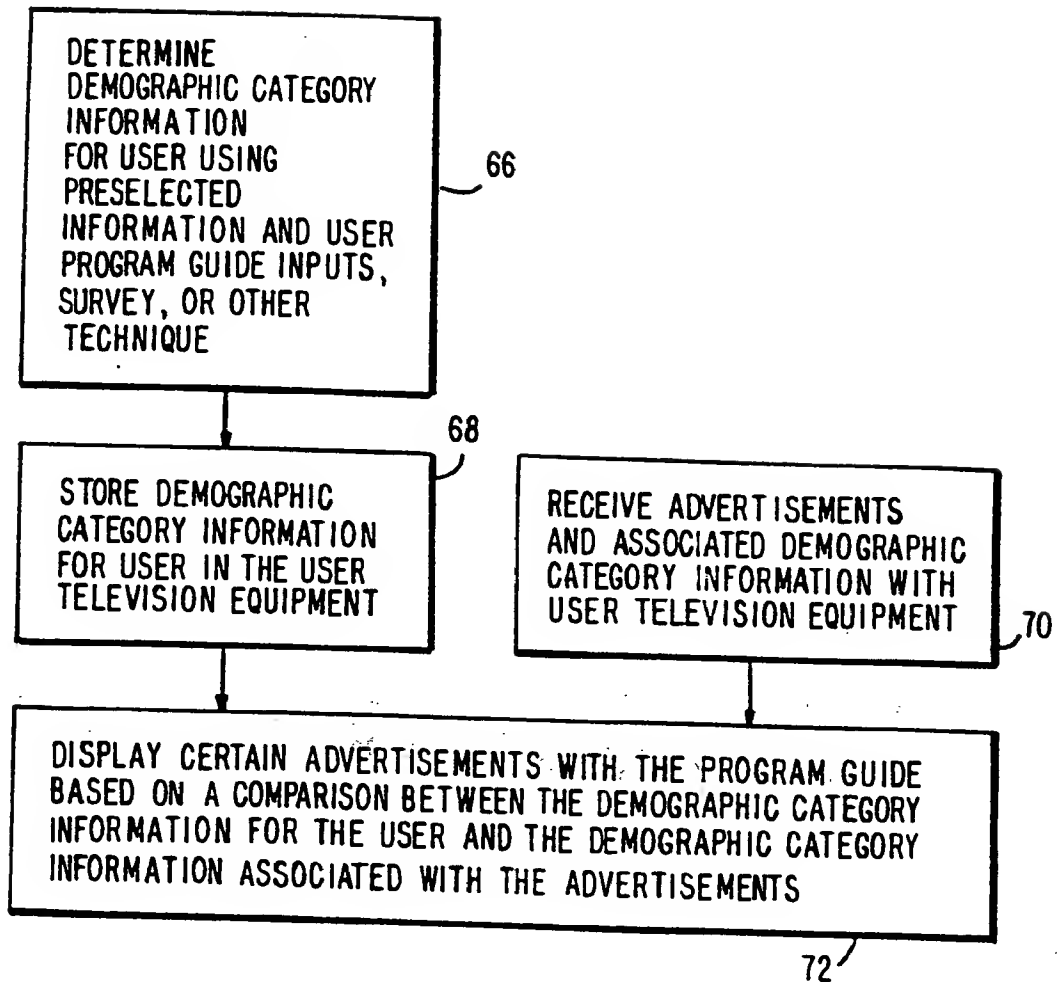 DETERMINE
DEMOGRAPHIC CATEGORY
INFORMATION
FOR USER USING
PRESELECTED
INFORMATION AND USER
PROGRAM GUIDE INPUTS,
SURVEY, OR OTHER
TECHNIQUE
66
STORE DEMOGRAPHIC
CATEGORY INFORMATION
FOR USER IN THE USER
TELEVISION EQUIPMENT
68
RECEIVE ADVERTISEMENTS
AND ASSOCIATED DEMOGRAPHIC
CATEGORY INFORMATION WITH
USER TELEVISION EQUIPMENT
70
DISPLAY CERTAIN ADVERTISEMENTS WITH THE PROGRAM GUIDE
BASED ON A COMPARISON BETWEEN THE DEMOGRAPHIC CATEGORY
INFORMATION FOR THE USER AND THE DEMOGRAPHIC CATEGORY
INFORMATION ASSOCIATED WITH THE ADVERTISEMENTS
72